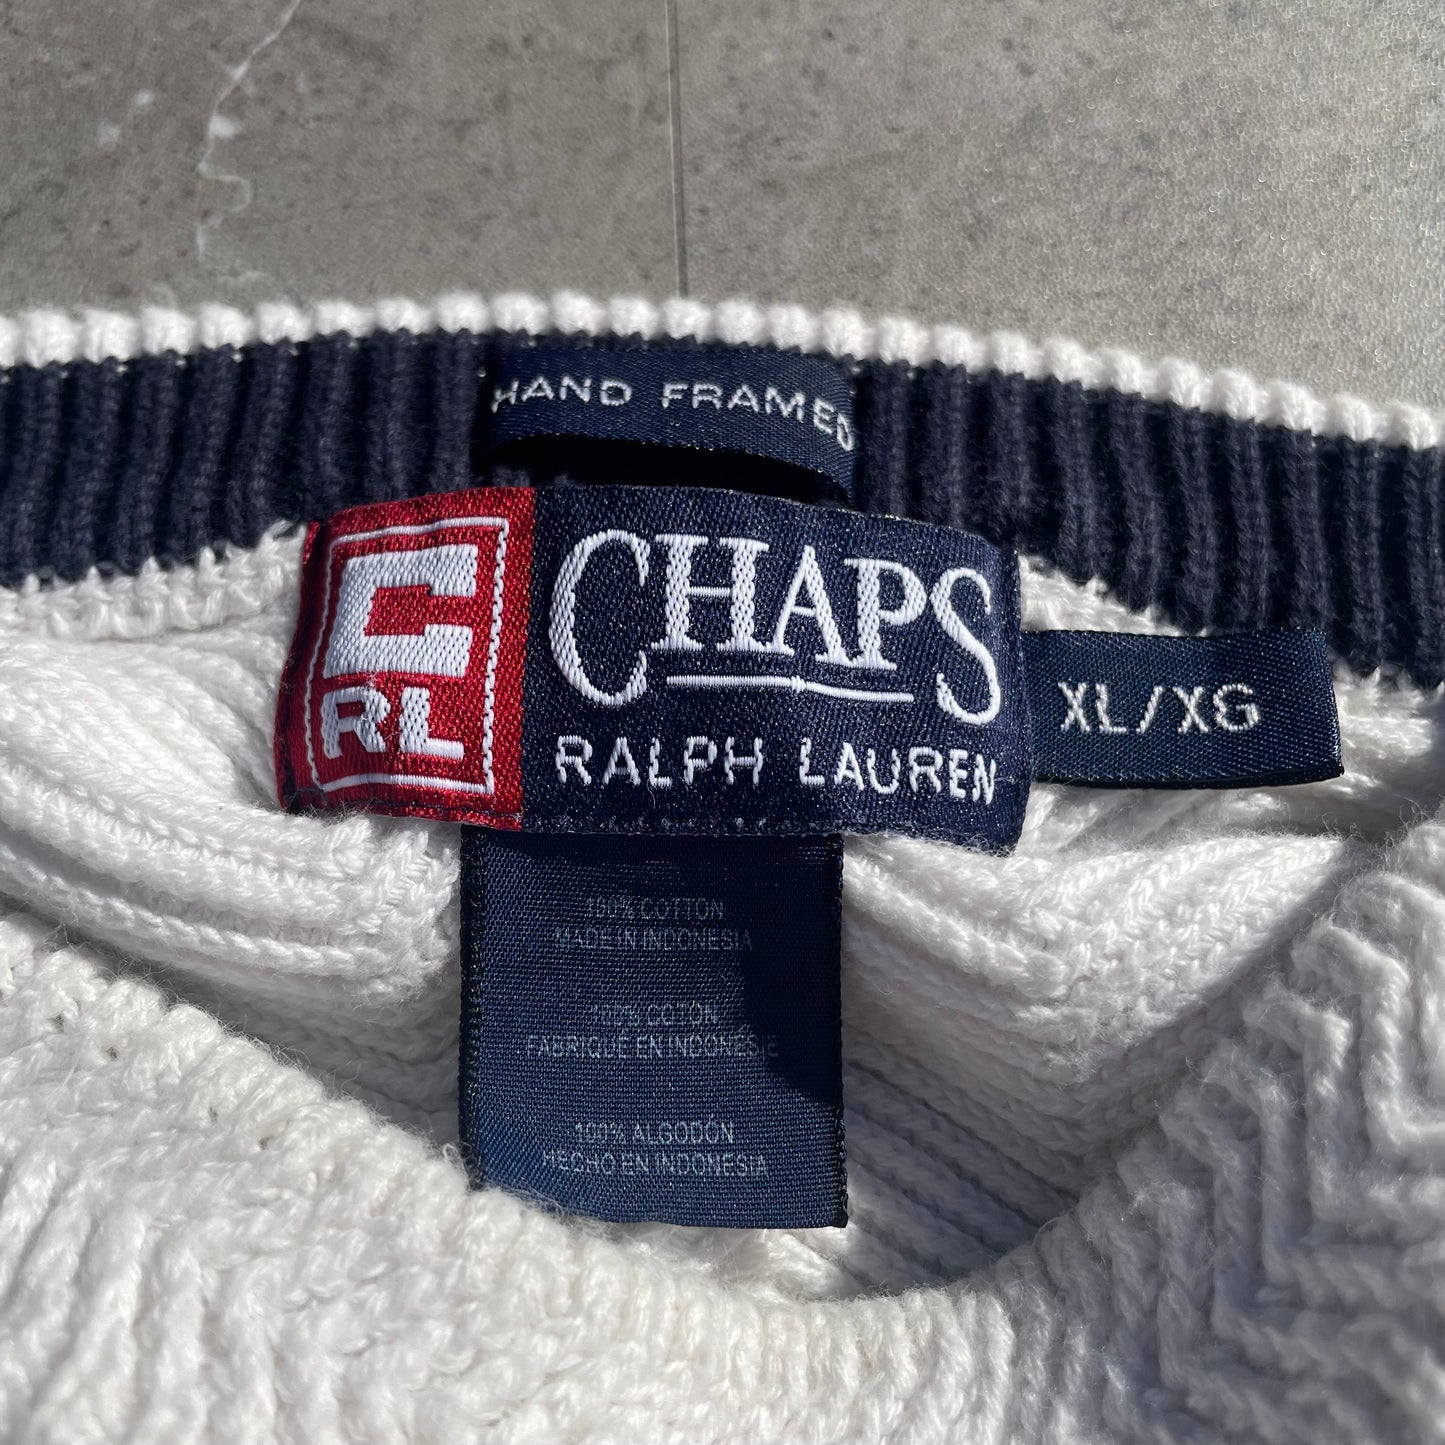 HAND FRAMED
C
RL
CHAPS
RALPH LAUREN
XL/XG
100% COTTON
MADE IN INDONESIA
100% COTON
FABRIQUE EN INDONESIE
100% ALGODÓN
HECHO EN INDONESIA